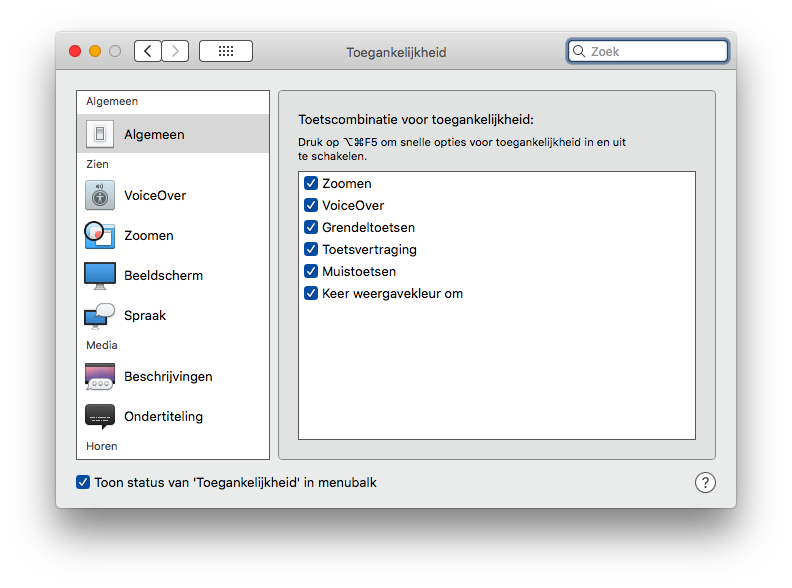 Toegankelijkheid
Zoek
Algemeen
Algemeen
Zien
VoiceOver
Zoomen
Beeldscherm
Spraak
Media
Beschrijvingen
Ondertiteling
Horen
Toetscombinatie voor toegankelijkheid:
Druk op ⌥⌘F5 om snelle opties voor toegankelijkheid in en uit
te schakelen.
Zoomen
VoiceOver
Grendeltoetsen
Toetsvertraging
Muistoetsen
Keer weergavekleur om
Toon status van 'Toegankelijkheid' in menubalk
?